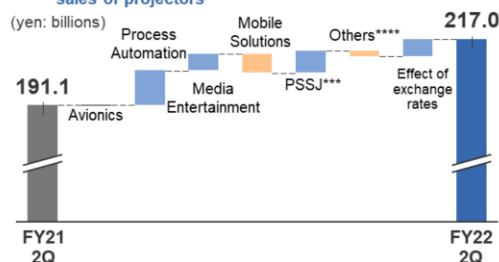 sales of projectors
(yen: billions)
217.0
Process
Automation
Mobile
Solutions
Others****
191.1
Avionics
Media
Entertainment
PSSJ***
Effect of
exchange
rates
FY21
2Q
FY22
2Q